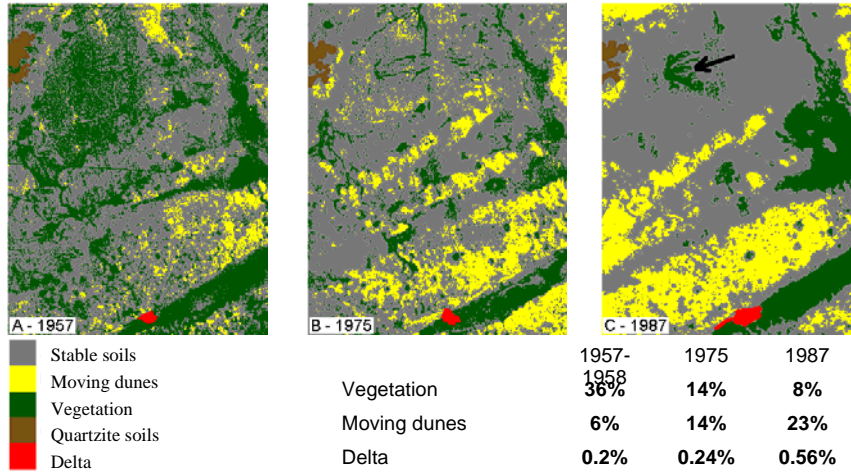 A - 1957
B - 1975
C - 1987
Stable soils
Moving dunes
Vegetation
Quartzite soils
Delta
1957-
1958
1975
1987
Vegetation
36%
14%
8%
Moving dunes
6%
14%
23%
Delta
0.2%
0.24%
0.56%